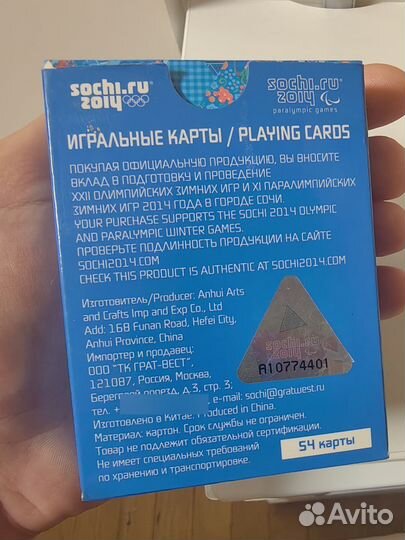 sochi.ru
2014
sochi.ru
2014
paralympic games
ИГРАЛЬНЫЕ КАРТЫ / PLAYING CARDS
ПОКУПАЯ ОФИЦИАЛЬНУЮ ПРОДУКЦИЮ, ВЫ ВНОСИТЕ
ВКЛАД В ПОДГОТОВКУ И ПРОВЕДЕНИЕ
XXII ОЛИМПИЙСКИХ ЗИМНИХ ИГР И XI ПАРАЛИМПИЙСКИХ
ЗИМНИХ ИГР 2014 ГОДА В ГОРОДЕ СОЧИ.
YOUR PURCHASE SUPPORTS THE SOCHI 2014 OLYMPIC
AND PARALYMPIC WINTER GAMES.
ПРОВЕРЬТЕ ПОДЛИННОСТЬ ПРОДУКЦИИ НА САЙТЕ
SOCHI2014.COM
CHECK THIS PRODUCT IS AUTHENTIC AT SOCHI2014.COM
Изготовитель/Producer: Anhui Arts
and Crafts Imp and Exp Co., Ltd
Add: 168 Funan Road, Hefei City,
Anhui Province, China
Импортер и продавец:
ООО "ТК ГРАТ-ВЕСТ",
121087, Россия, Москва,
Береговой проезд, д.3, стр. 3;
тел. + , e-mail: sochi@gratwest.ru
Изготовлено в Китае. Produced in China.
Материал: картон. Срок службы не ограничен.
Товар не подлежит обязательной сертификации.
Не имеет специальных требований
по хранению и транспортировке.
sochi.ru
2014
A10774401
54 карты
Avito